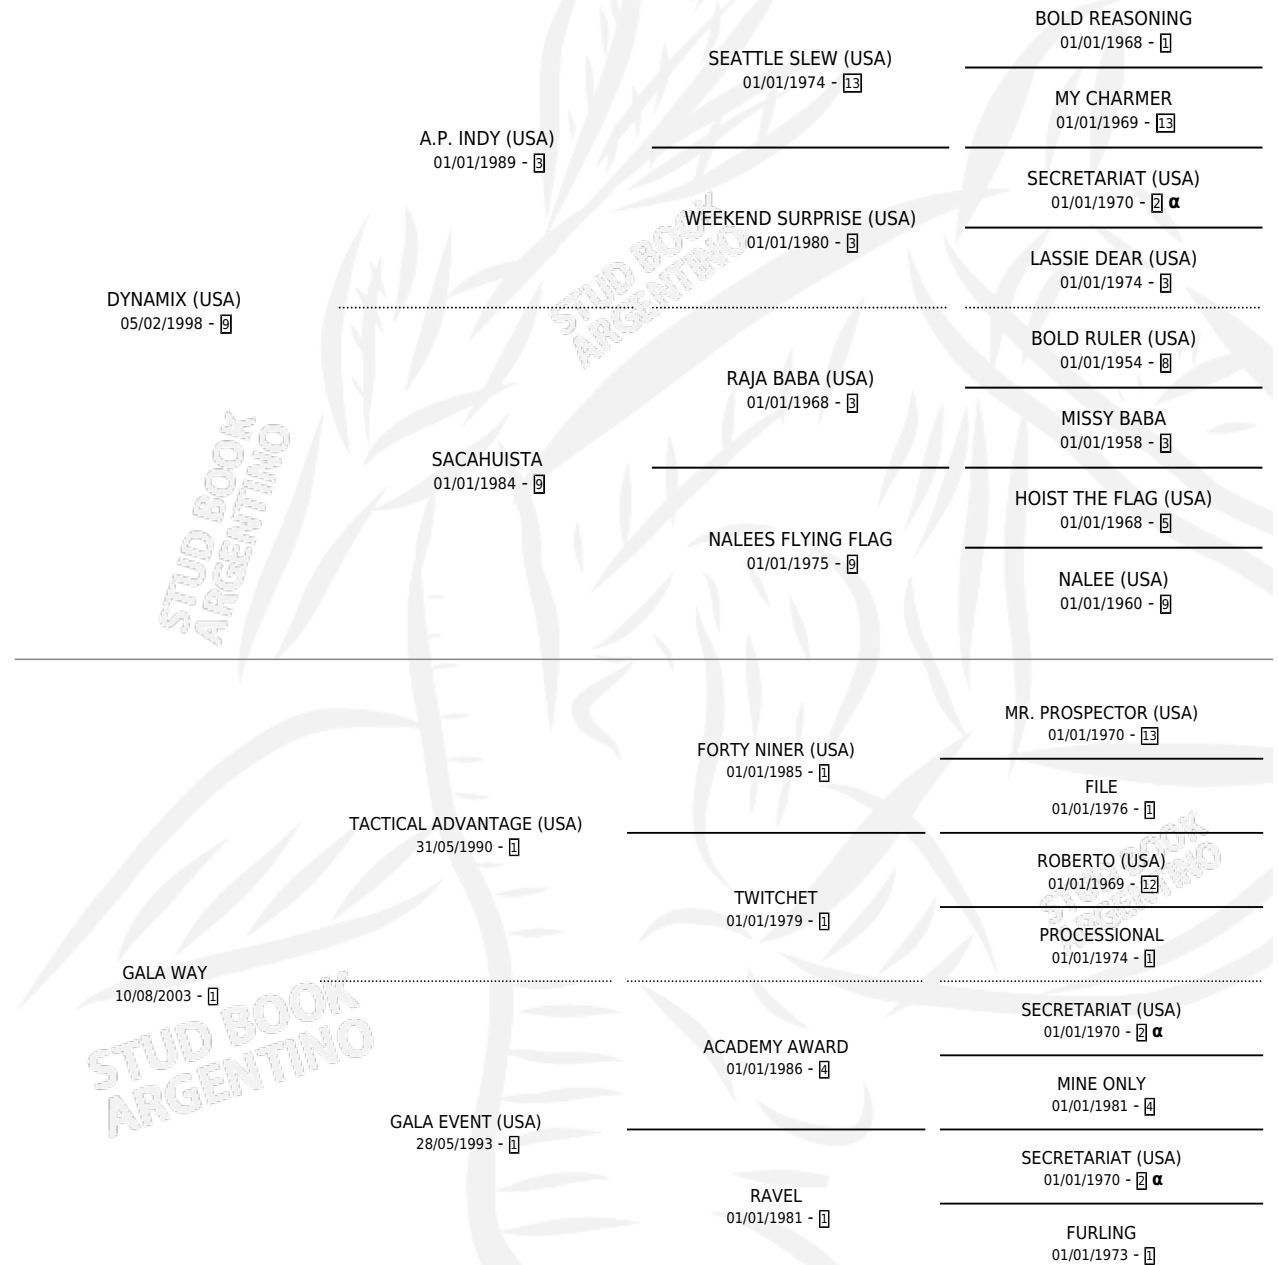 BOLD REASONING
01/01/1968 - 1
SEATTLE SLEW (USA)
01/01/1974 - 13
MY CHARMER
01/01/1969 - 13
A.P. INDY (USA)
01/01/1989 - 3
SECRETARIAT (USA)
01/01/1970 - 2 α
WEEKEND SURPRISE (USA)
01/01/1980 - 3
LASSIE DEAR (USA)
01/01/1974 - 3
STUD BOOK
ARGENTINO
DYNAMIX (USA)
05/02/1998 - 9
BOLD RULER (USA)
01/01/1954 - 8
RAJA BABA (USA)
01/01/1968 - 3
MISSY BABA
01/01/1958 - 3
SACAHUISTA
01/01/1984 - 9
HOIST THE FLAG (USA)
01/01/1968 - 5
NALEES FLYING FLAG
01/01/1975 - 9
NALEE (USA)
01/01/1960 - 9
STUD BOOK
ARGENTINO
MR. PROSPECTOR (USA)
01/01/1970 - 13
FORTY NINER (USA)
01/01/1985 - 1
FILE
01/01/1976 - 1
TACTICAL ADVANTAGE (USA)
31/05/1990 - 1
ROBERTO (USA)
01/01/1969 - 12
TWITCHET
01/01/1979 - 1
PROCESSIONAL
01/01/1974 - 1
STUD BOOK
ARGENTINO
GALA WAY
10/08/2003 - 1
SECRETARIAT (USA)
01/01/1970 - 2 α
ACADEMY AWARD
01/01/1986 - 4
MINE ONLY
01/01/1981 - 4
GALA EVENT (USA)
28/05/1993 - 1
SECRETARIAT (USA)
01/01/1970 - 2 α
RAVEL
01/01/1981 - 1
FURLING
01/01/1973 - 1
STUD BOOK
ARGENTINO